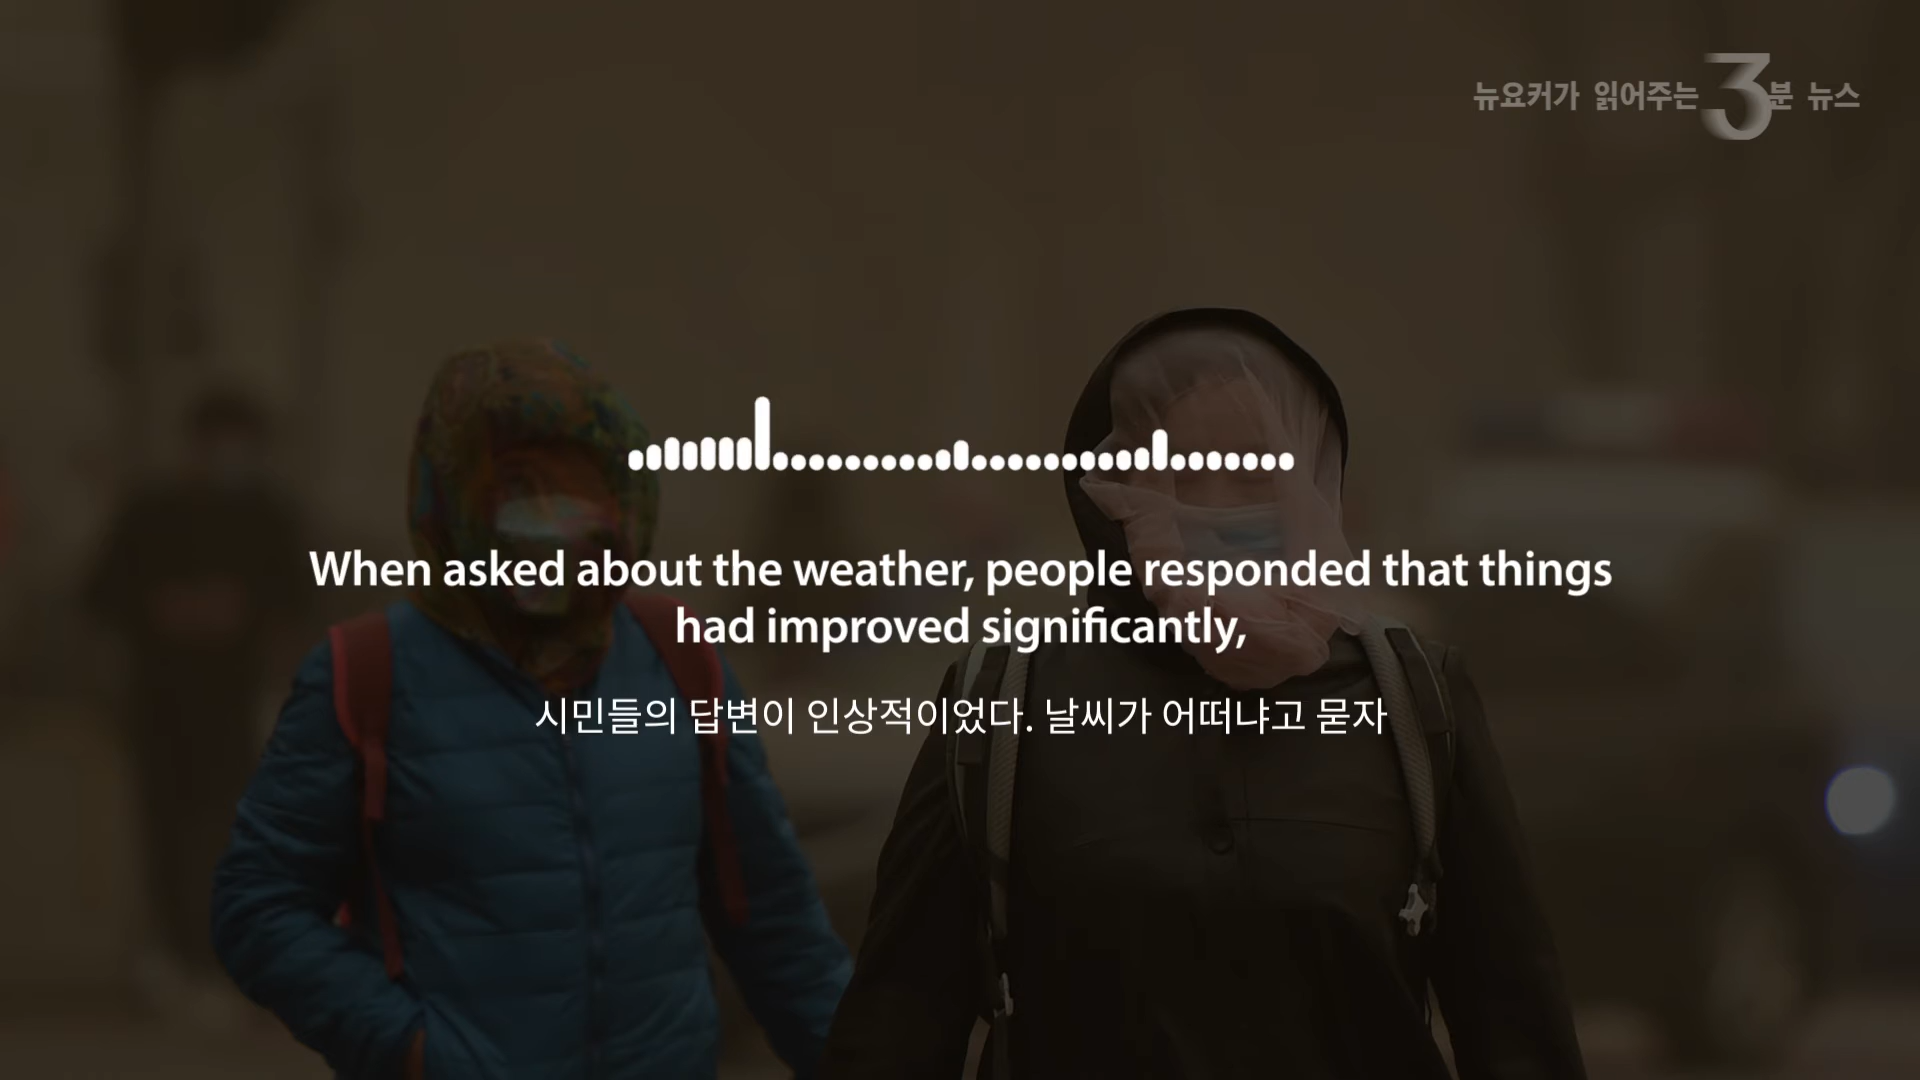 뉴요커가 읽어주는 3분 뉴스
When asked about the weather, people responded that things
had improved significantly,
시민들의 답변이 인상적이었다. 날씨가 어떠냐고 묻자